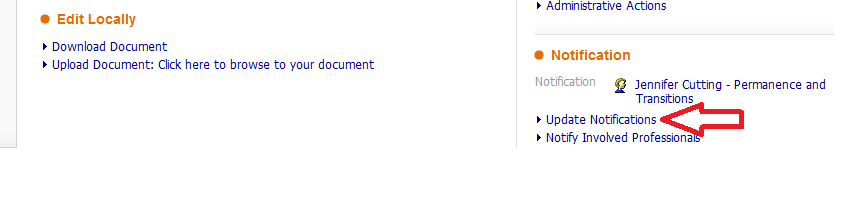 Edit Locally
Download Document
Upload Document: Click here to browse to your document
Administrative Actions
Notification
Notification Jennifer Cutting - Permanence and
Transitions
Update Notifications
Notify Involved Professionals